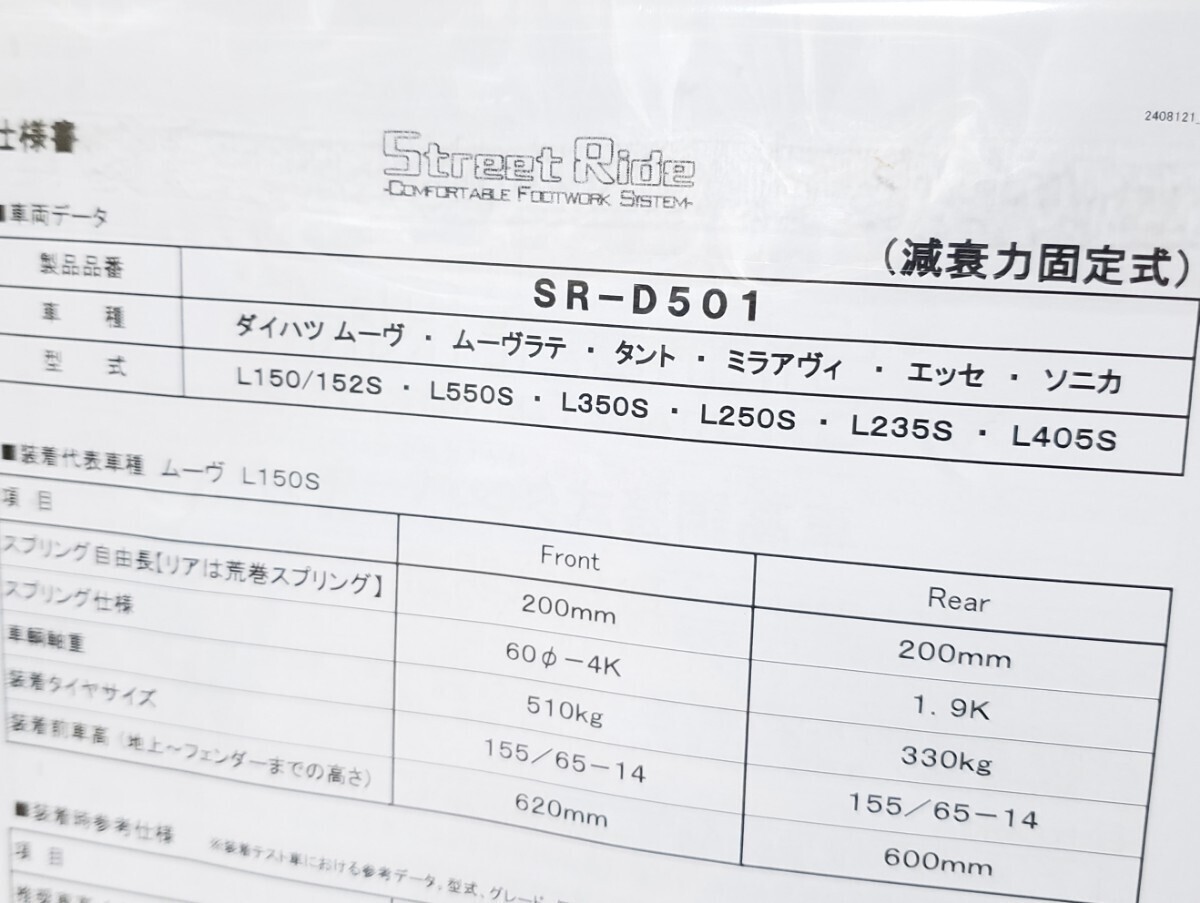 2408121_
仕様書
Street Ride
-COMFORTABLE FOOTWORK SYSTEM-
■車両データ
(減衰力固定式)
製品品番 SR-D501
車種 ダイハツ ムーヴ ・ ムーヴラテ ・ タント ・ ミラアヴィ ・ エッセ ・ ソニカ
型式 L150/152S ・ L550S ・ L350S ・ L250S ・ L235S ・ L405S
■装着代表車種 ムーヴ L150S
項目 Front Rear
スプリング自由長【リアは荒巻スプリング】 200mm 200mm
スプリング仕様 60φ-4K 1.9K
車輌軸重 510kg 330kg
装着タイヤサイズ 155/65-14 155/65-14
装着前車高(地上~フェンダーまでの高さ) 620mm 600mm
■装着時参考仕様 ※装着テスト車における参考データ。型式、グレード、
項目